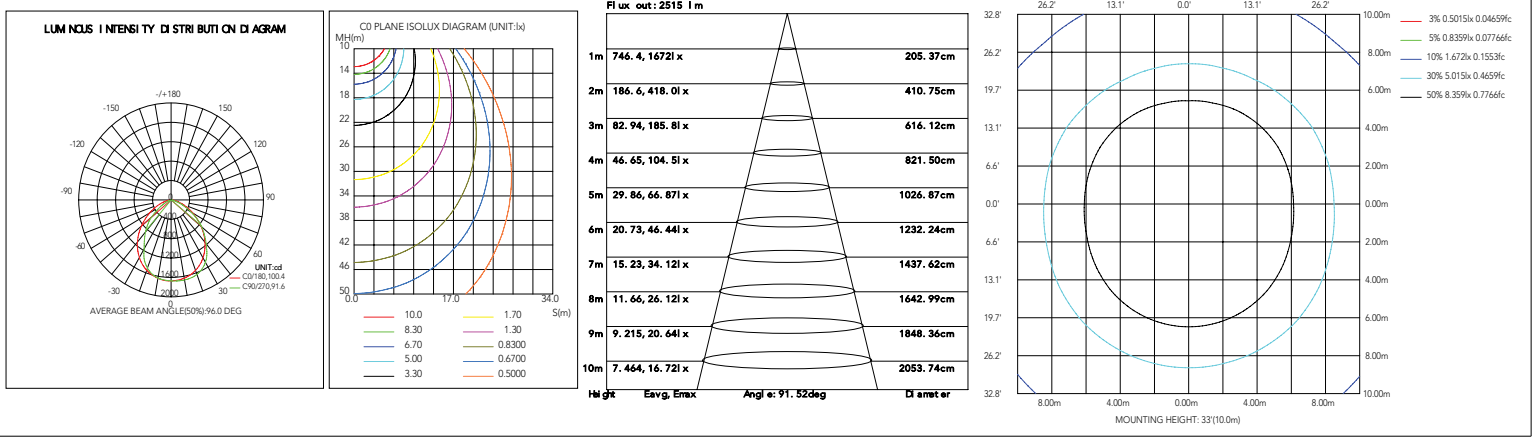 LUMINOUS INTENSITY DISTRIBUTION DIAGRAM
-/+180
-150
150
-120
120
-90
90
-60
60
-30
30
0
0
400
800
1200
1600
2000
UNIT:cd
C0/180,100.4
C90/270,91.6
AVERAGE BEAM ANGLE(50%):96.0 DEG
C0 PLANE ISOLUX DIAGRAM (UNIT:lx)
MH(m)
10
14
18
22
26
30
34
38
42
46
50
0.0
17.0
34.0
S(m)
10.0
1.70
8.30
1.30
6.70
0.8300
5.00
0.6700
3.30
0.5000
Flux out: 2515 lm
1m 746.4,1672lx 205.37cm
2m 186.6,418.0lx 410.75cm
3m 82.94,185.8lx 616.12cm
4m 46.65,104.5lx 821.50cm
5m 29.86,66.87lx 1026.87cm
6m 20.73,46.44lx 1232.24cm
7m 15.23,34.12lx 1437.62cm
8m 11.66,26.12lx 1642.99cm
9m 9.215,20.64lx 1848.36cm
10m 7.464,16.72lx 2053.74cm
Height Eavg,Emax Angle:91.52deg Diameter
26.2' 13.1' 0.0' 13.1' 26.2'
32.8' 10.00m
26.2' 8.00m
19.7' 6.00m
13.1' 4.00m
6.6' 2.00m
0.0' 0.00m
6.6' 2.00m
13.1' 4.00m
19.7' 6.00m
26.2' 8.00m
32.8' 10.00m
8.00m 4.00m 0.00m 4.00m 8.00m
MOUNTING HEIGHT: 33'(10.0m)
3% 0.5015lx 0.04659fc
5% 0.8359lx 0.07766fc
10% 1.672lx 0.1553fc
30% 5.015lx 0.4659fc
50% 8.359lx 0.7766fc